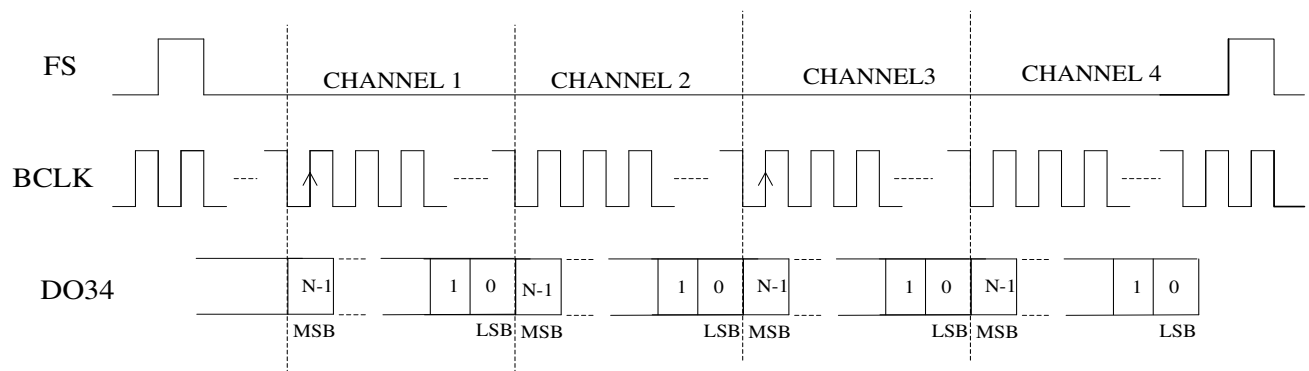 FS
CHANNEL 1 CHANNEL 2 CHANNEL3 CHANNEL 4
BCLK
DO34
N-1 1 0 N-1 1 0 N-1 1 0 N-1 1 0
MSB LSB MSB LSB MSB LSB MSB LSB